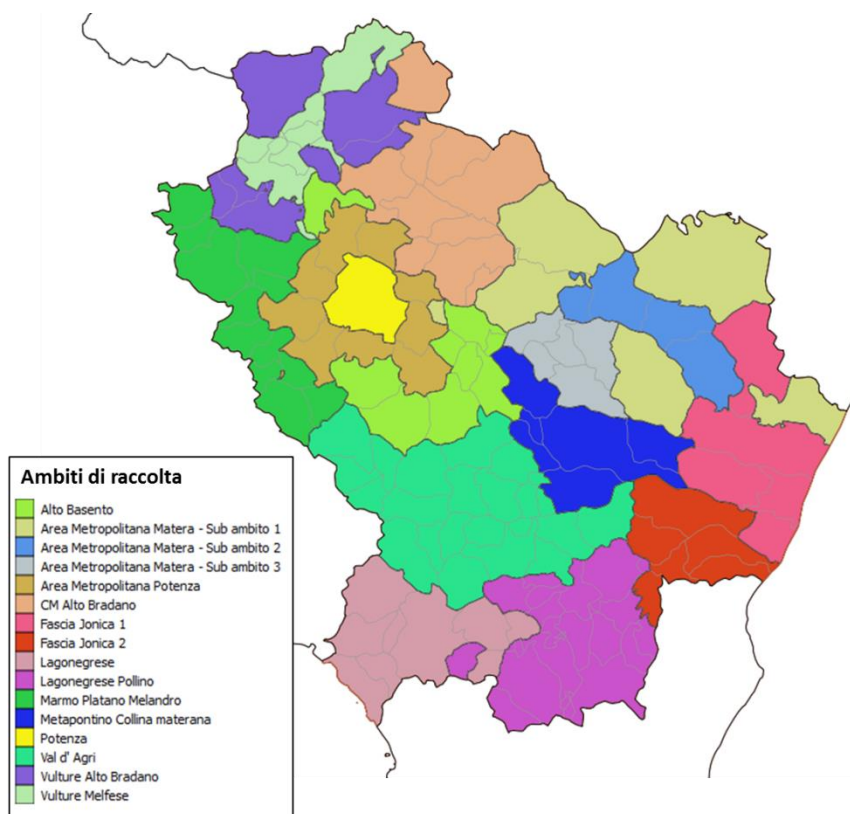 Ambiti di raccolta
Alto Basento
Area Metropolitana Matera - Sub ambito 1
Area Metropolitana Matera - Sub ambito 2
Area Metropolitana Matera - Sub ambito 3
Area Metropolitana Potenza
CM Alto Bradano
Fascia Jonica 1
Fascia Jonica 2
Lagonegrese
Lagonegrese Pollino
Marmo Platano Melandro
Metapontino Collina materana
Potenza
Val d' Agri
Vulture Alto Bradano
Vulture Melfese